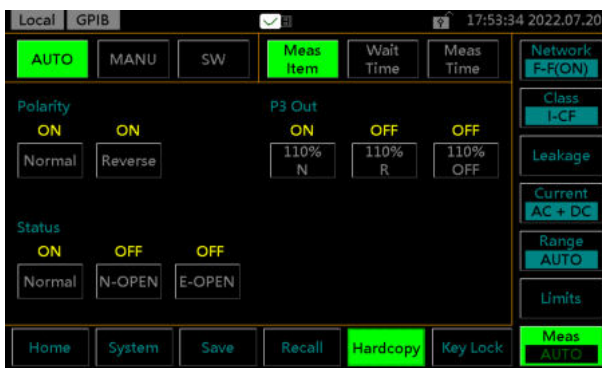 Local GPIB 17:53:34 2022.07.20
AUTO MANU SW Meas Item Wait Time Meas Time
Network F-F(ON)
Polarity P3 Out
Class I-CF
ON ON ON OFF OFF
Normal Reverse 110% N 110% R 110% OFF
Leakage
Current AC + DC
Status
ON OFF OFF
Range AUTO
Normal N-OPEN E-OPEN
Limits
Home System Save Recall Hardcopy Key Lock
Meas AUTO